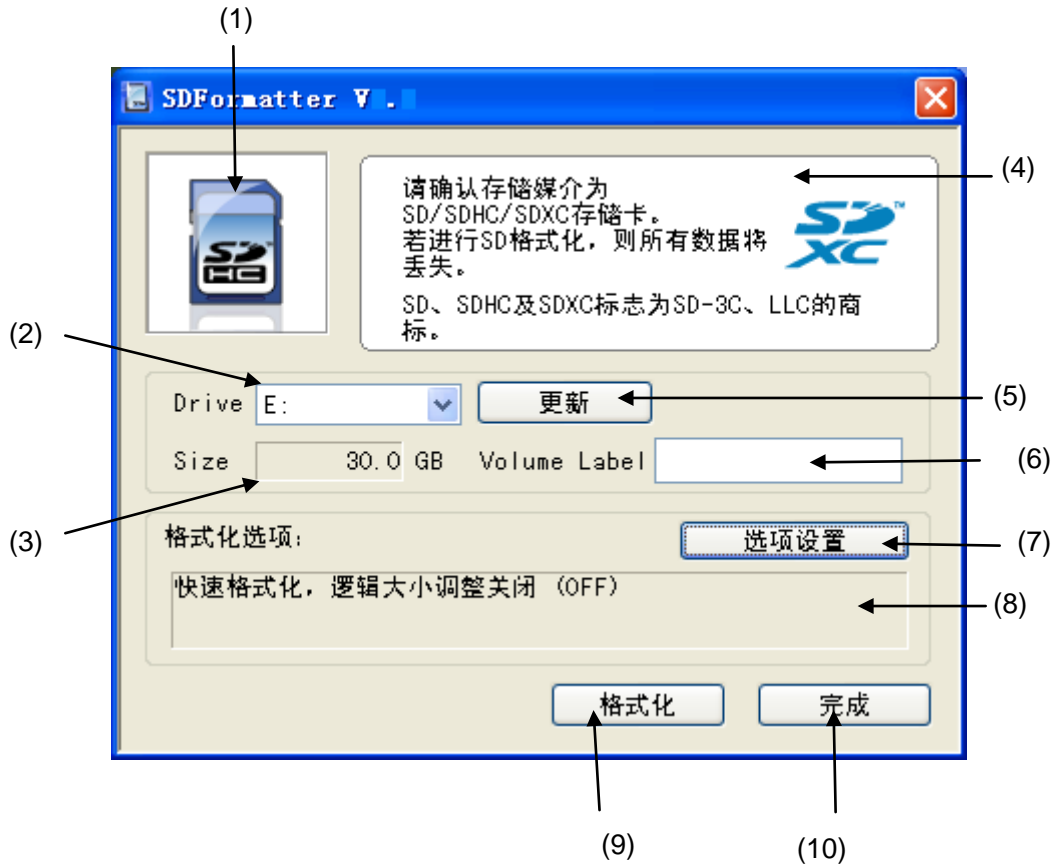 (1)
SDFormatter V .
请确认存储媒介为
SD/SDHC/SDXC存储卡。
若进行SD格式化，则所有数据将
丢失。
SD、SDHC及SDXC标志为SD-3C、LLC的商
标。
SD
HC
SD
XC
TM
(4)
(2)
Drive E: 更新
(5)
Size 30.0 GB Volume Label
(6)
(3)
格式化选项： 选项设置
(7)
快速格式化，逻辑大小调整关闭 (OFF)
(8)
格式化 完成
(9)
(10)